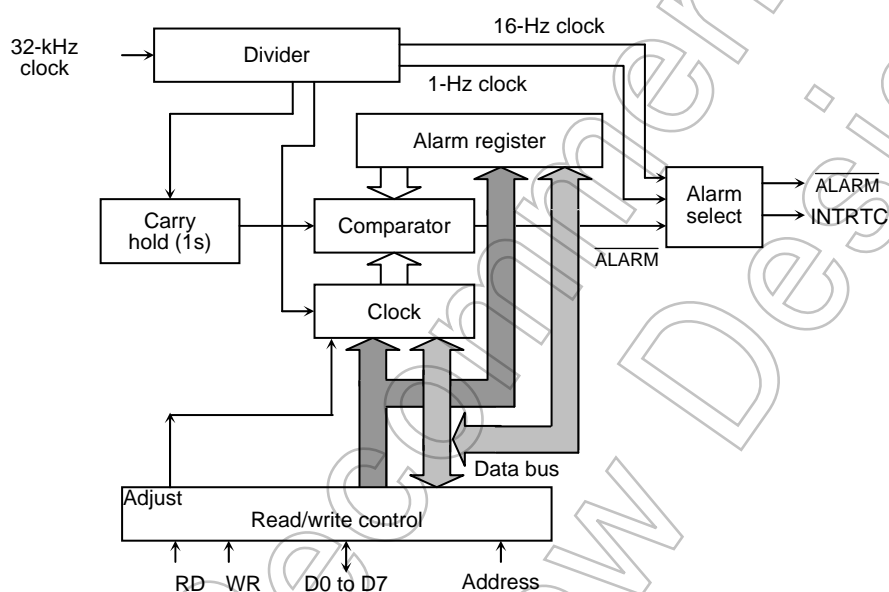 16-Hz clock
32-kHz
clock
Divider
1-Hz clock
Alarm register
Carry
hold (1s)
Comparator
Alarm
select
ALARM
INTRTC
ALARM
Clock
Data bus
Adjust
Read/write control
RD WR D0 to D7 Address